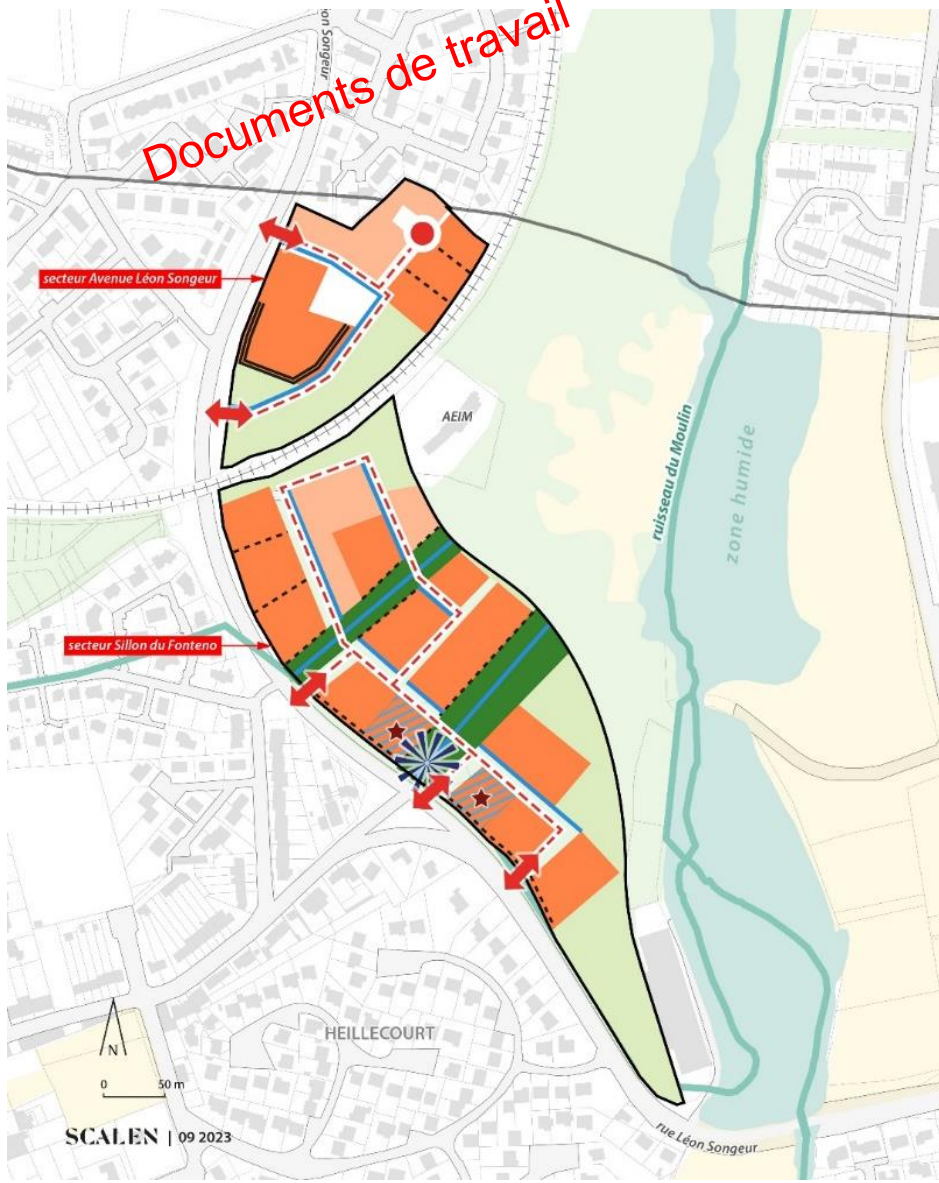 Documents de travail
ion Songeur
secteur Avenue Léon Songeur
AEIM
ruisseau du Moulin
zone humide
secteur Sillon du Fonteno
HEILLECOURT
N
0 50 m
SCALEN | 09 2023
rue Léon Songeur